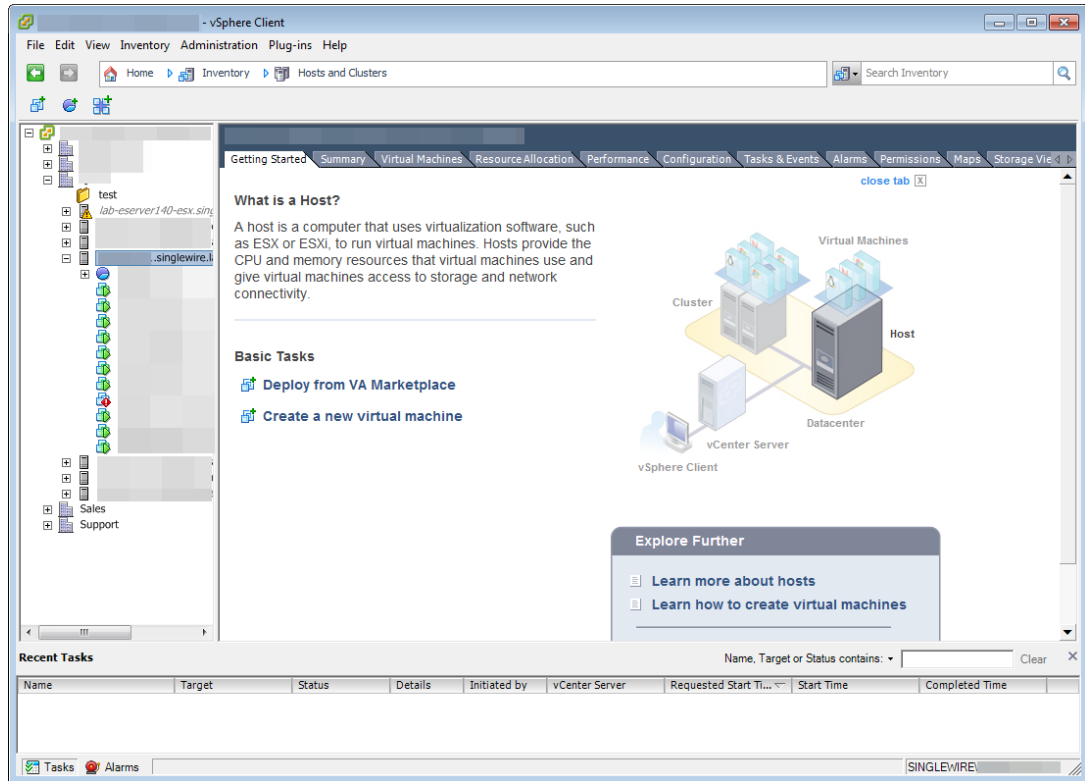 - vSphere Client
File Edit View Inventory Administration Plug-ins Help
Home Inventory Hosts and Clusters
Search Inventory
test
lab-eserver140-esx.sing
.singlewire.l
Sales
Support
Getting Started Summary Virtual Machines Resource Allocation Performance Configuration Tasks & Events Alarms Permissions Maps Storage Vie
close tab X
What is a Host?
A host is a computer that uses virtualization software, such
as ESX or ESXi, to run virtual machines. Hosts provide the
CPU and memory resources that virtual machines use and
give virtual machines access to storage and network
connectivity.
Basic Tasks
Deploy from VA Marketplace
Create a new virtual machine
Virtual Machines
Cluster
Host
Datacenter
vCenter Server
vSphere Client
Explore Further
Learn more about hosts
Learn how to create virtual machines
Recent Tasks
Name, Target or Status contains:
Clear
Name Target Status Details Initiated by vCenter Server Requested Start Ti... Start Time Completed Time
Tasks Alarms
SINGLEWIRE\